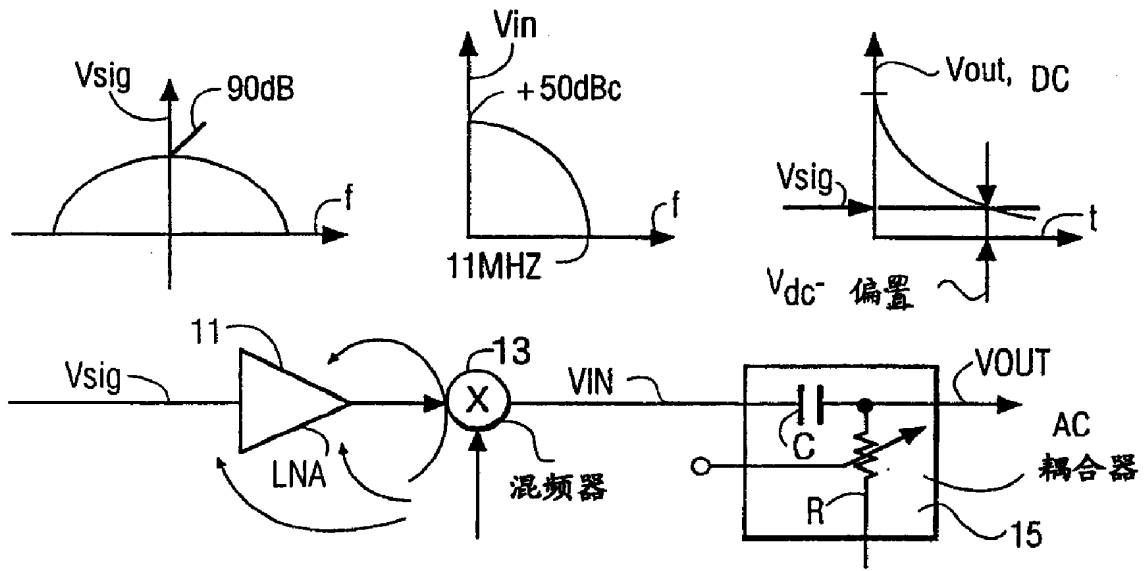 Vsig
90dB
f
Vin
+50dBc
f
11MHZ
Vout, DC
Vsig
t
Vdc- 偏置
Vsig
11
LNA
13
混频器
VIN
C
R
VOUT
AC
耦合器
15
X